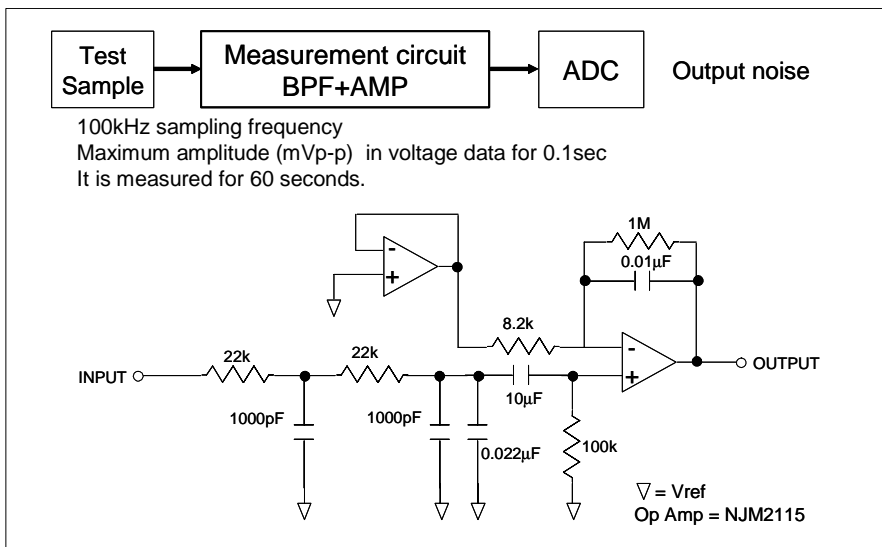 Test
Sample
Measurement circuit
BPF+AMP
ADC
Output noise
100kHz sampling frequency
Maximum amplitude (mVp-p) in voltage data for 0.1sec
It is measured for 60 seconds.
1M
0.01μF
-
+
8.2k
-
+
OUTPUT
INPUT
22k
22k
10μF
1000pF
1000pF
0.022μF
100k
= Vref
Op Amp = NJM2115